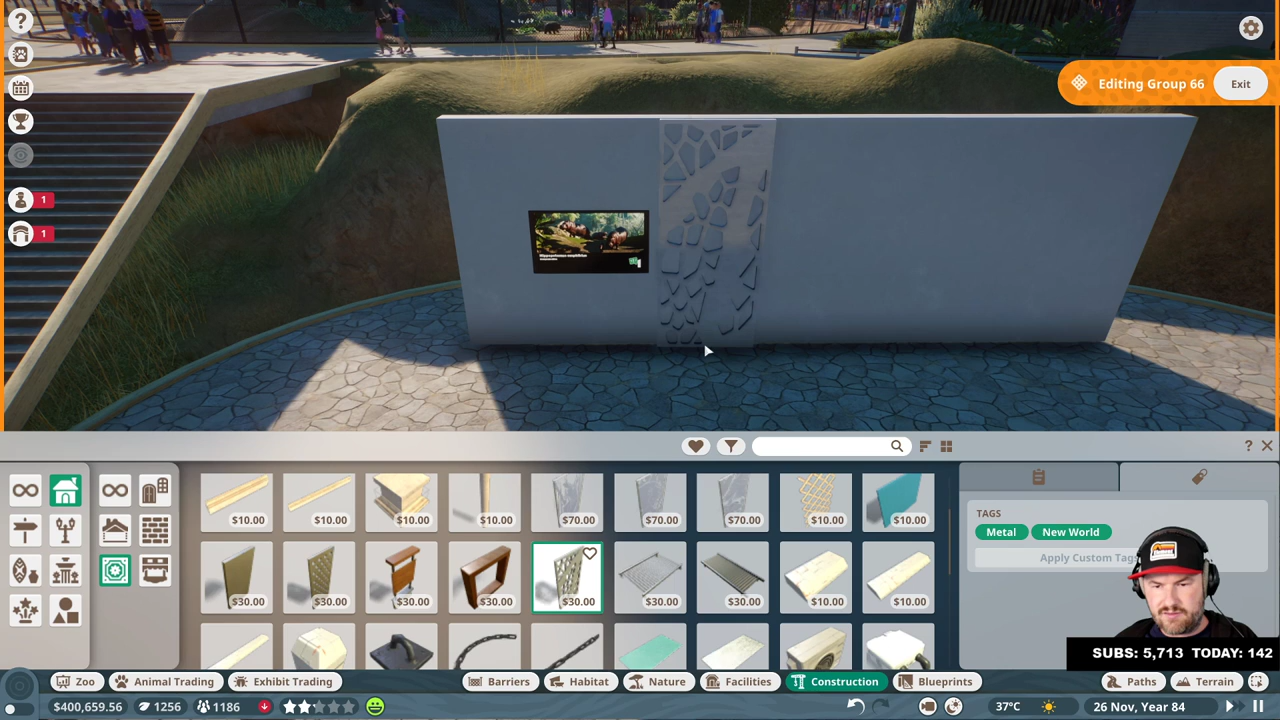 Editing Group 66
Exit
1
1
Hippopotamus amphibius
?
$10.00
$10.00
$10.00
$10.00
$70.00
$70.00
$70.00
$10.00
$10.00
$30.00
$30.00
$30.00
$30.00
$30.00
$30.00
$30.00
$10.00
$10.00
TAGS
Metal
New World
Apply Custom Tag
SUBS: 5,713 TODAY: 142
Zoo
Animal Trading
Exhibit Trading
Barriers
Habitat
Nature
Facilities
Construction
Blueprints
Paths
Terrain
$400,659.56
1256
1186
37°C
26 Nov, Year 84